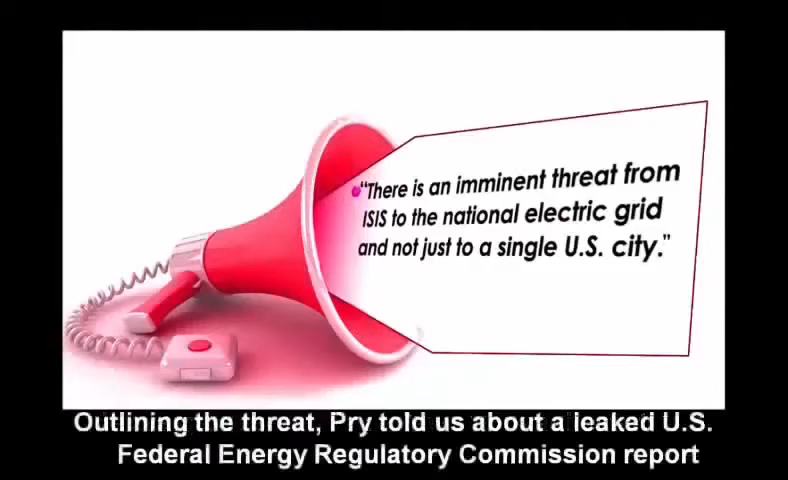 “There is an imminent threat from
ISIS to the national electric grid
and not just to a single U.S. city.”
Outlining the threat, Pry told us about a leaked U.S.
Federal Energy Regulatory Commission report